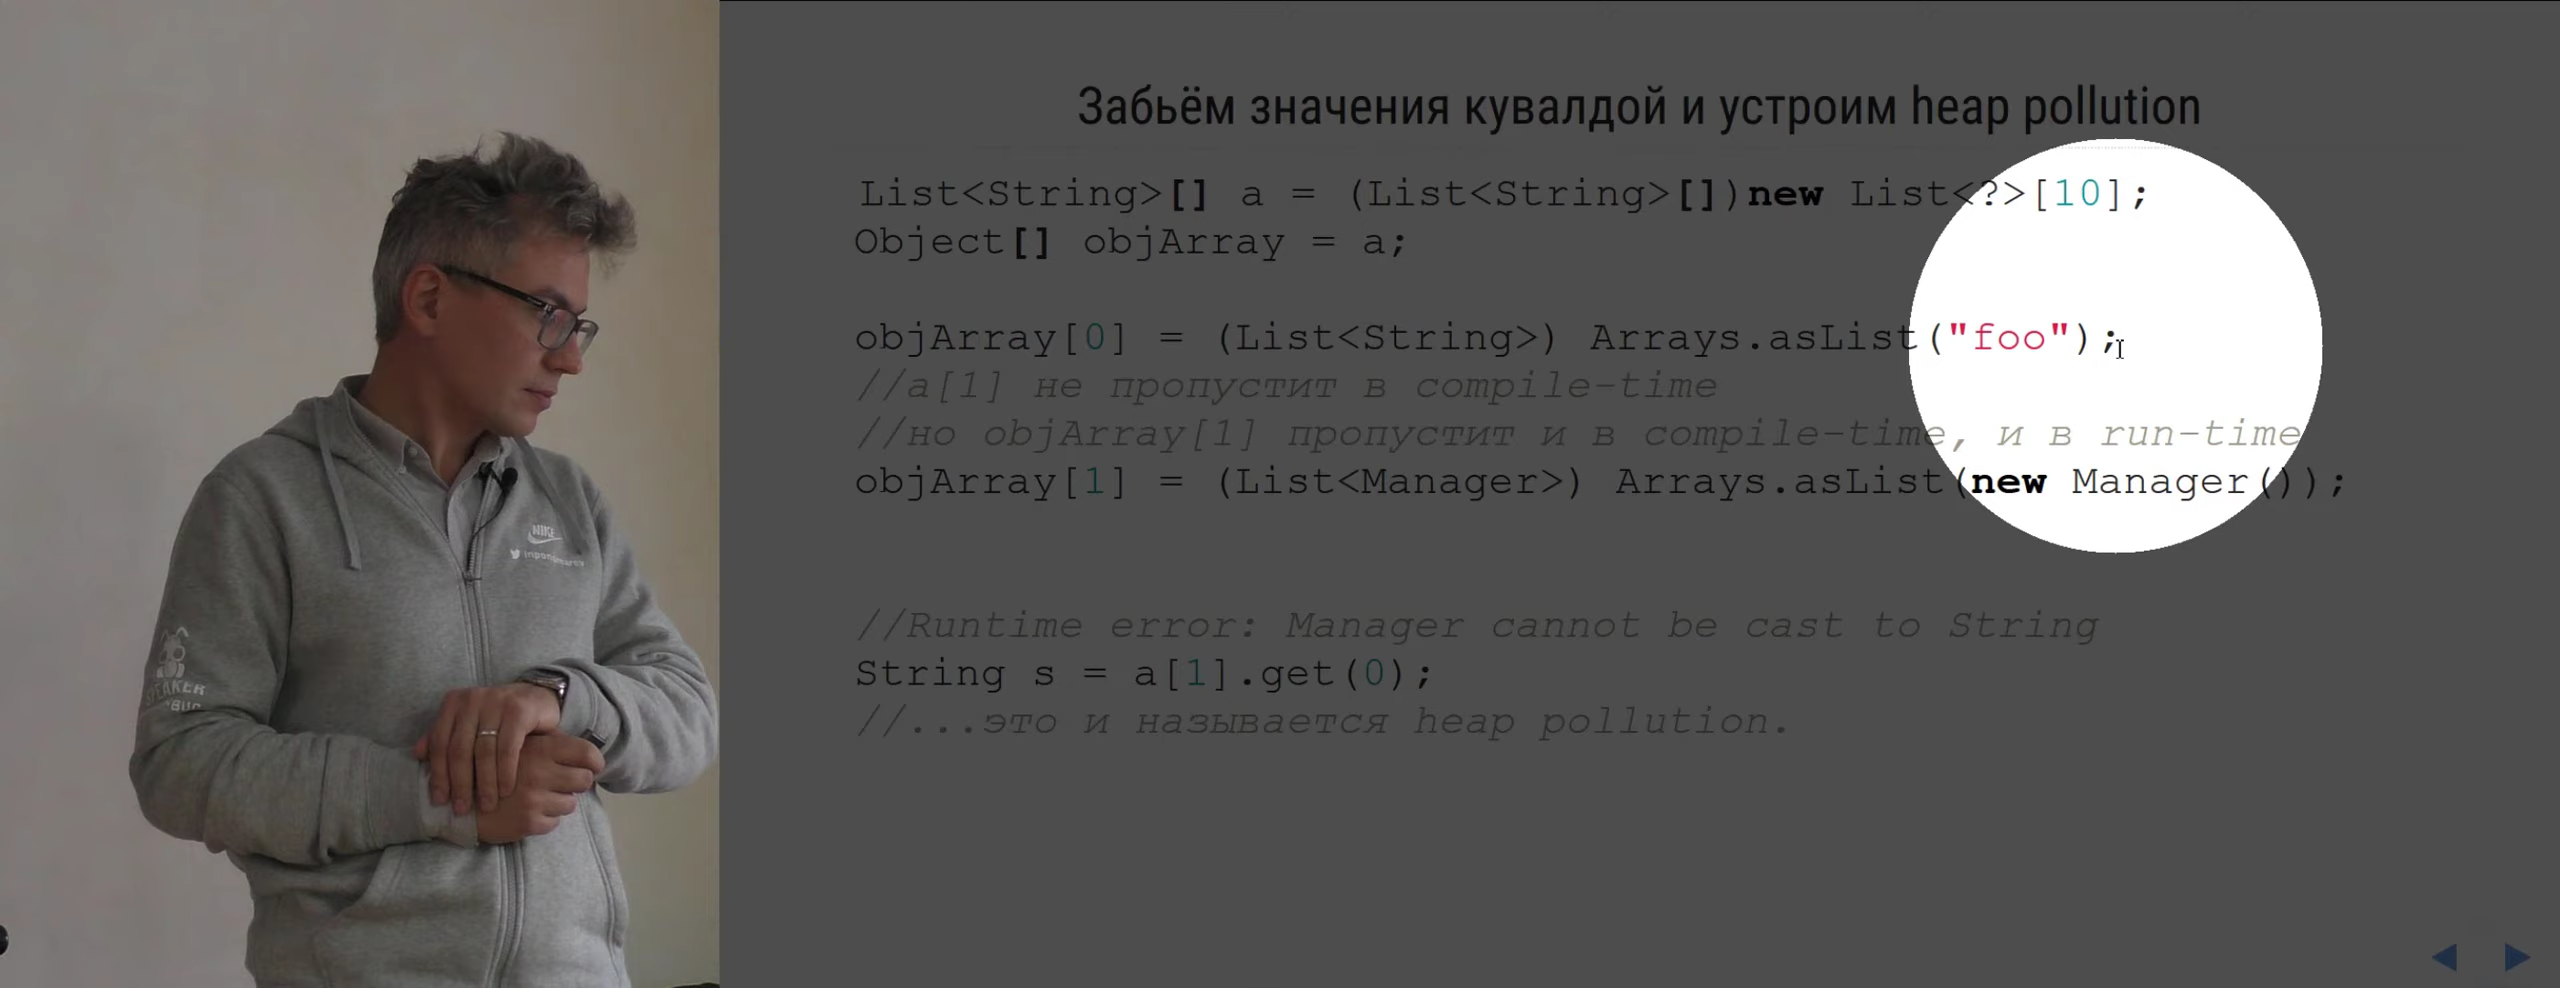 Забьём значения кувалдой и устроим heap pollution
List<String>[] a = (List<String>[])new List<?>[10];
Object[] objArray = a;
objArray[0] = (List<String>) Arrays.asList("foo");
//a[1] не пропустит в compile-time
//но objArray[1] пропустит и в compile-time, и в run-time
objArray[1] = (List<Manager>) Arrays.asList(new Manager());
//Runtime error: Manager cannot be cast to String
String s = a[1].get(0);
//...это и называется heap pollution.
NIKE
SPEAKER